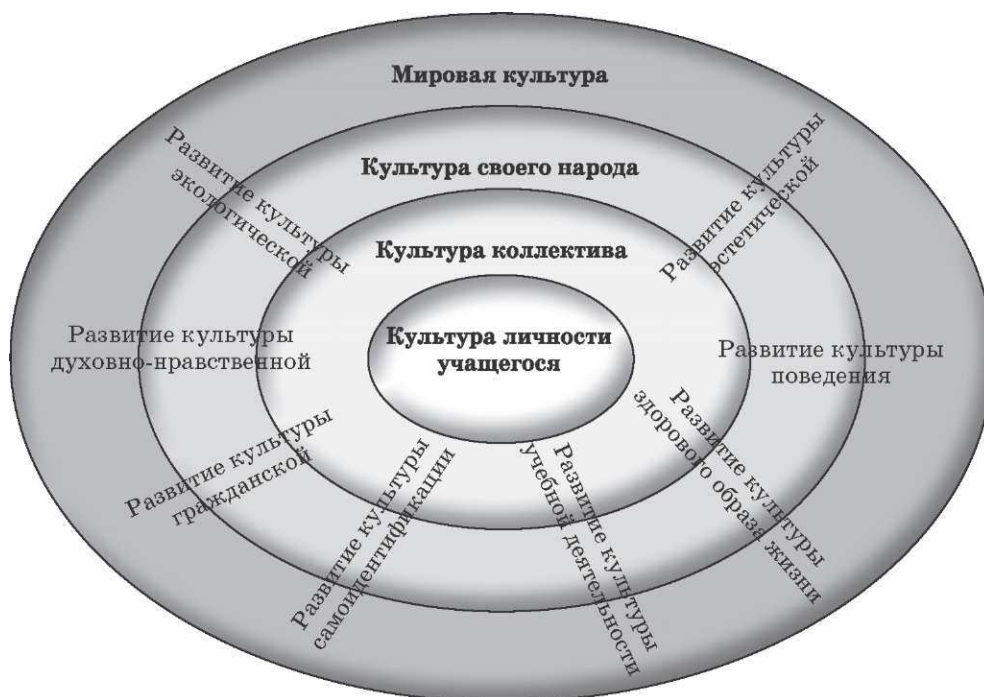 Мировая культура
Культура своего народа
Культура коллектива
Культура личности
учащегося
Развитие культуры
экологической
Развитие культуры
эстетической
Развитие культуры
духовно-нравственной
Развитие культуры
поведения
Развитие культуры
гражданской
Развитие культуры
самоидентификации
Развитие культуры
учебной деятельности
Развитие культуры
здорового образа жизни